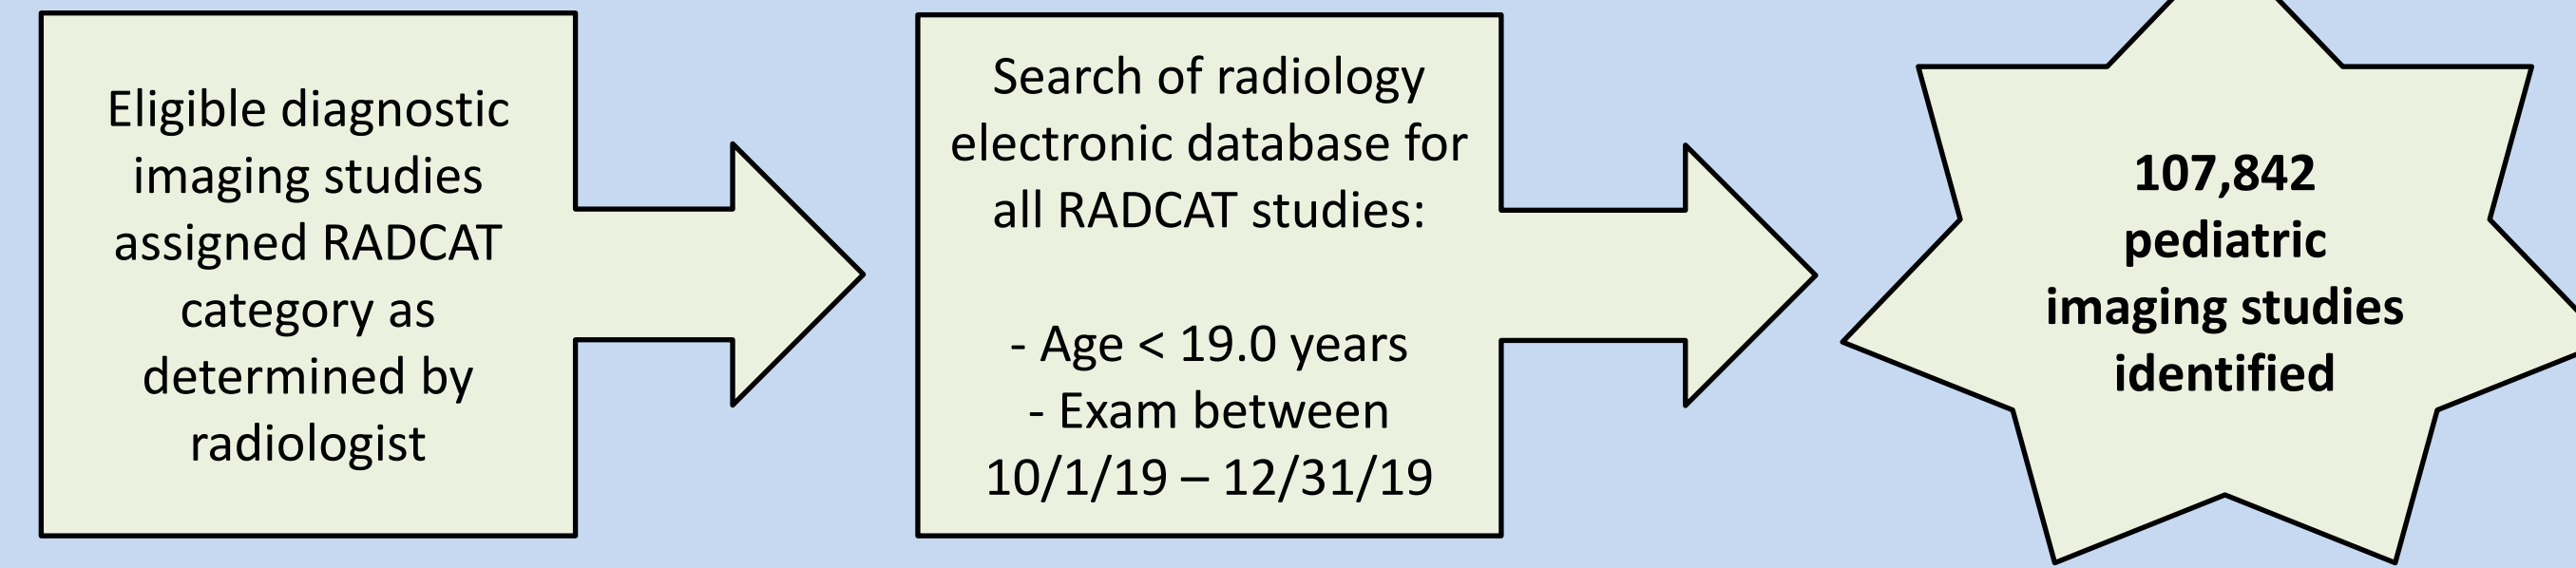 Eligible diagnostic
imaging studies
assigned RADCAT
category as
determined by
radiologist
Search of radiology
electronic database for
all RADCAT studies:
- Age < 19.0 years
- Exam between
10/1/19 – 12/31/19
107,842
pediatric
imaging studies
identified